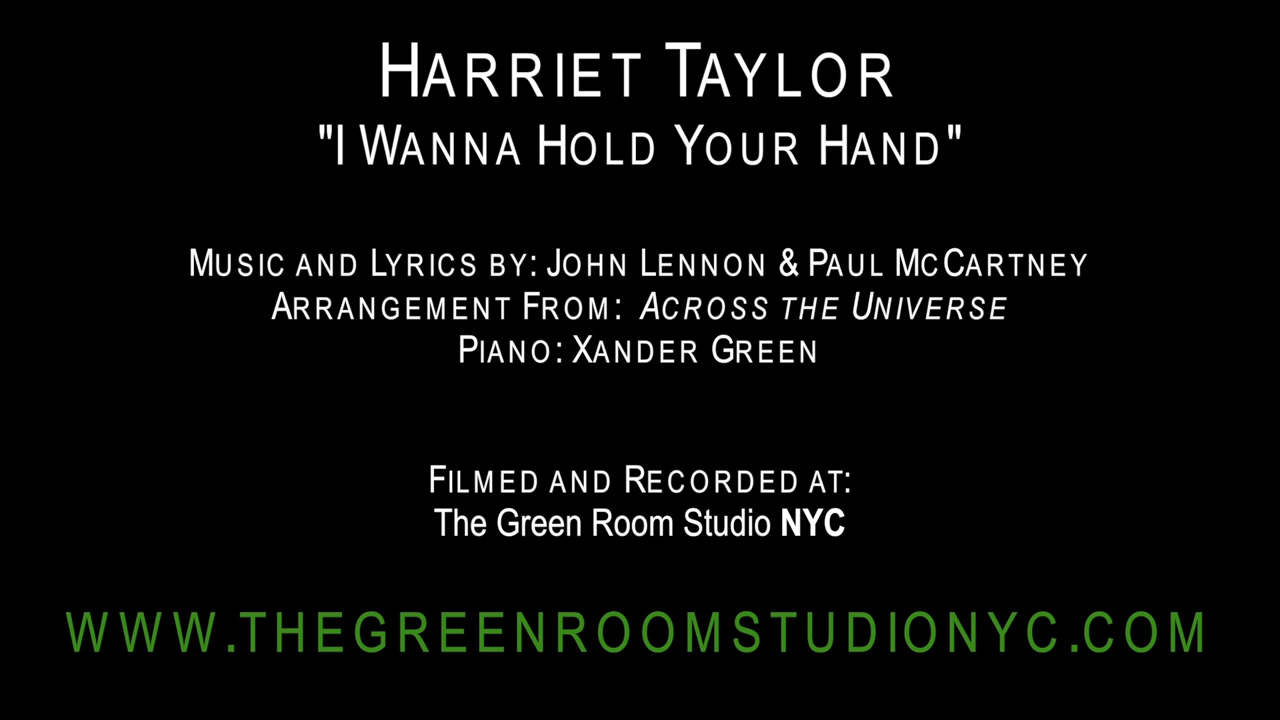 HARRIET TAYLOR
"I WANNA HOLD YOUR HAND"
MUSIC AND LYRICS BY: JOHN LENNON & PAUL MCCARTNEY
ARRANGEMENT FROM: ACROSS THE UNIVERSE
PIANO: XANDER GREEN
FILMED AND RECORDED AT:
The Green Room Studio NYC
WWW.THEGREENROOMSTUDIONYC.COM